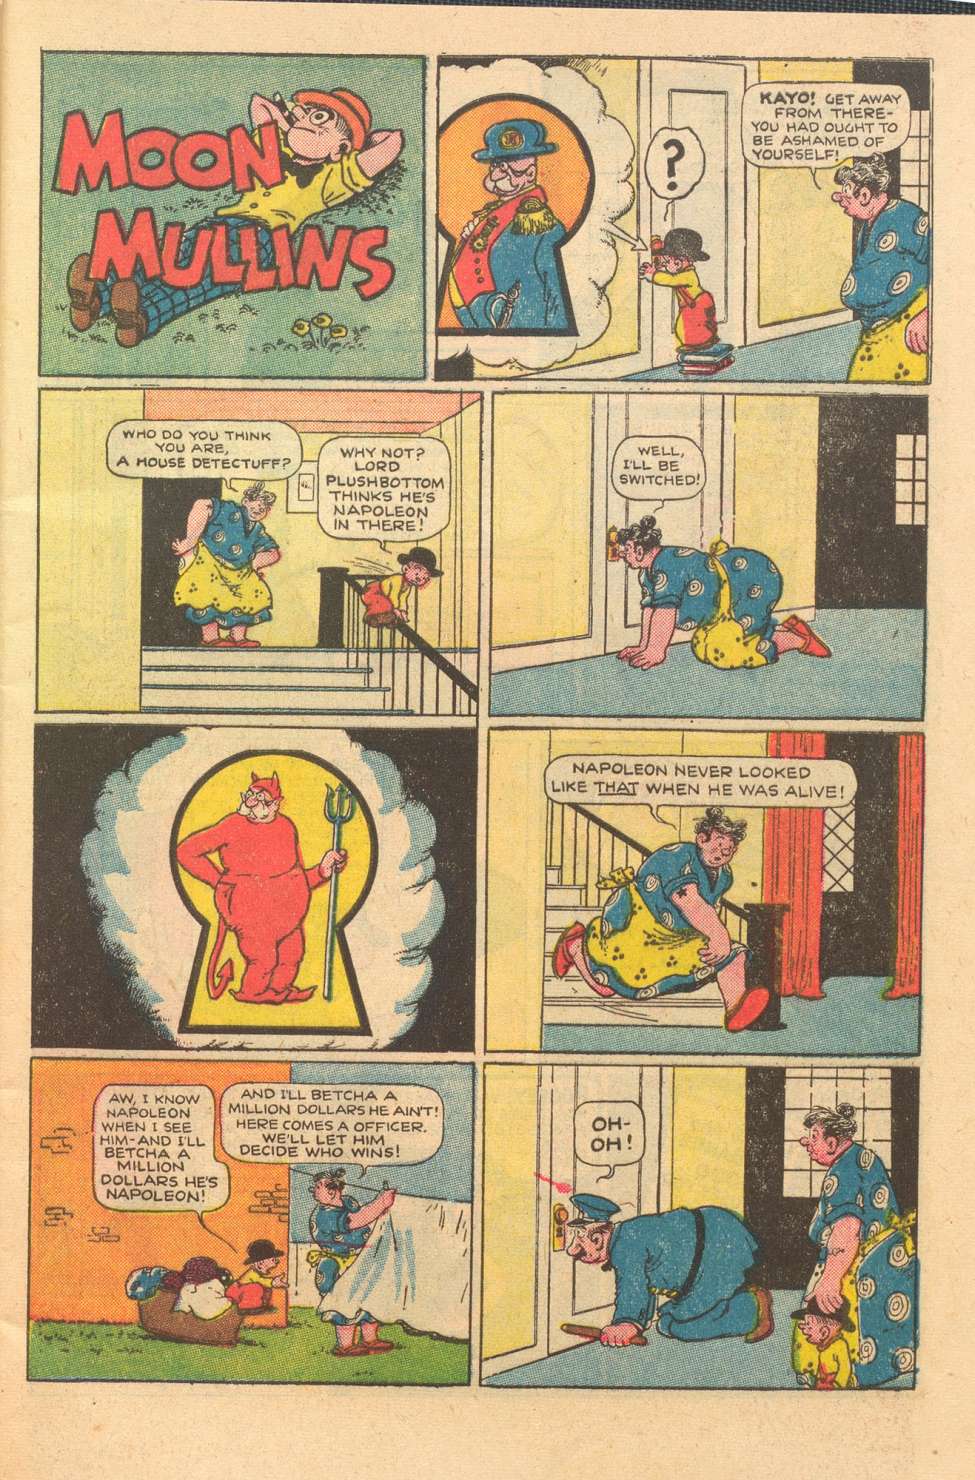 MOON
MULLINS
?
KAYO! GET AWAY
FROM THERE-
YOU HAD OUGHT TO
BE ASHAMED OF
YOURSELF!
WHO DO YOU THINK
YOU ARE,
A HOUSE DETECTUFF?
WHY NOT?
LORD
PLUSHBOTTOM
THINKS HE'S
NAPOLEON
IN THERE!
WELL,
I'LL BE
SWITCHED!
NAPOLEON NEVER LOOKED
LIKE THAT WHEN HE WAS ALIVE!
AW, I KNOW
NAPOLEON
WHEN I SEE
HIM-AND I'LL
BETCHA A
MILLION
DOLLARS HE'S
NAPOLEON!
AND I'LL BETCHA A
MILLION DOLLARS HE AIN'T!
HERE COMES A OFFICER.
WE'LL LET HIM
DECIDE WHO WINS!
OH-
OH!